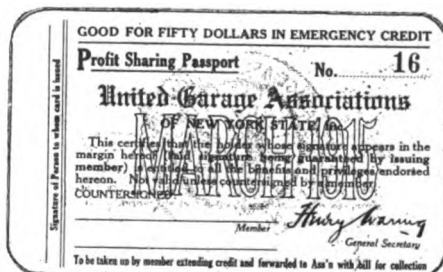 GOOD FOR FIFTY DOLLARS IN EMERGENCY CREDIT
Profit Sharing Passport No. 16
United Garage Associations
OF NEW YORK STATE, Inc.
This certifies that the holder whose signature appears in the
margin hereof (said signature being guaranteed by issuing
member) is entitled to all the benefits and privileges endorsed
hereon. Not valid unless countersigned by a member.
COUNTERSIGNED
Member
Henry Waring
General Secretary
To be taken up by member extending credit and forwarded to Ass'n with bill for collection
Signature of Person to whom card is issued
MARCH 1915